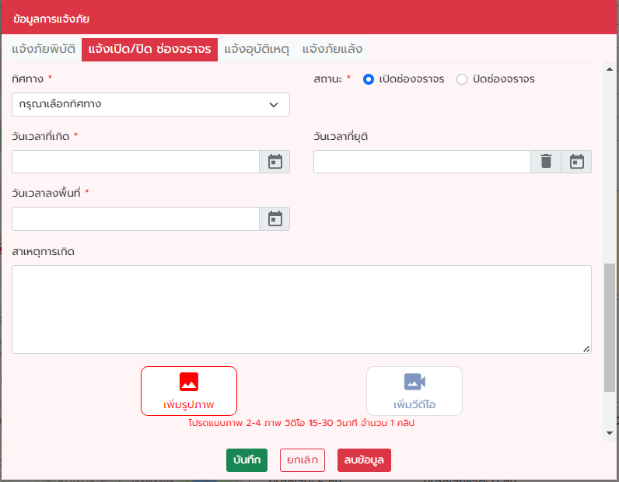 ข้อมูลการแจ้งภัย
แจ้งภัยพิบัติ แจ้งเปิด/ปิด ช่องจราจร แจ้งอุบัติเหตุ แจ้งภัยแล้ง
ทิศทาง * สถานะ * เปิดช่องจราจร ปิดช่องจราจร
กรุณาเลือกทิศทาง
วันเวลาที่เกิด * วันเวลาที่ยุติ
วันเวลาลงพื้นที่ *
สาเหตุการเกิด
เพิ่มรูปภาพ เพิ่มวีดีโอ
โปรดแนบภาพ 2-4 ภาพ วิดิโอ 15-30 วินาที จำนวน 1 คลิป
บันทึก ยกเลิก ลบข้อมูล